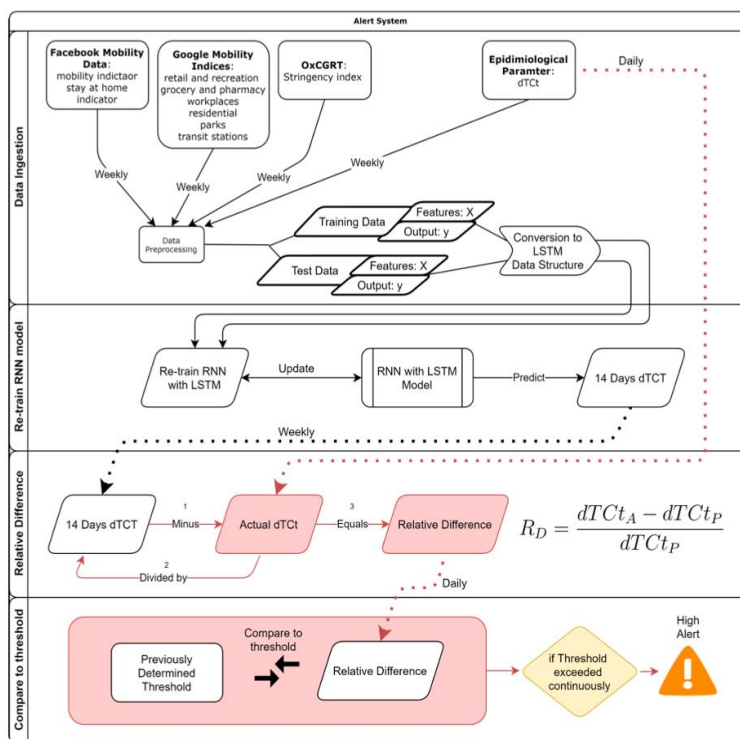 Alert System
Data Ingestion
Facebook Mobility
Data:
mobility indictaor
stay at home
indicator
Google Mobility
Indices:
retail and recreation
grocery and pharmacy
workplaces
residential
parks
transit stations
OxCGRT:
Stringency index
Epidimiological
Paramter:
dTCt
Daily
Weekly
Weekly
Weekly
Weekly
Data
Preprocessing
Training Data
Features: X
Output: y
Test Data
Features: X
Output: y
Conversion to
LSTM
Data Structure
Re-train RNN model
Re-train RNN
with LSTM
Update
RNN with LSTM
Model
Predict
14 Days dTCT
Weekly
Relative Difference
14 Days dTCT
1
Minus
Actual dTCt
3
Equals
Relative Difference
2
Divided by
R_D = (dTCt_A − dTCt_P) / dTCt_P
Daily
Compare to threshold
Previously
Determined
Threshold
Compare to
threshold
Relative Difference
if Threshold
exceeded
continuously
High
Alert